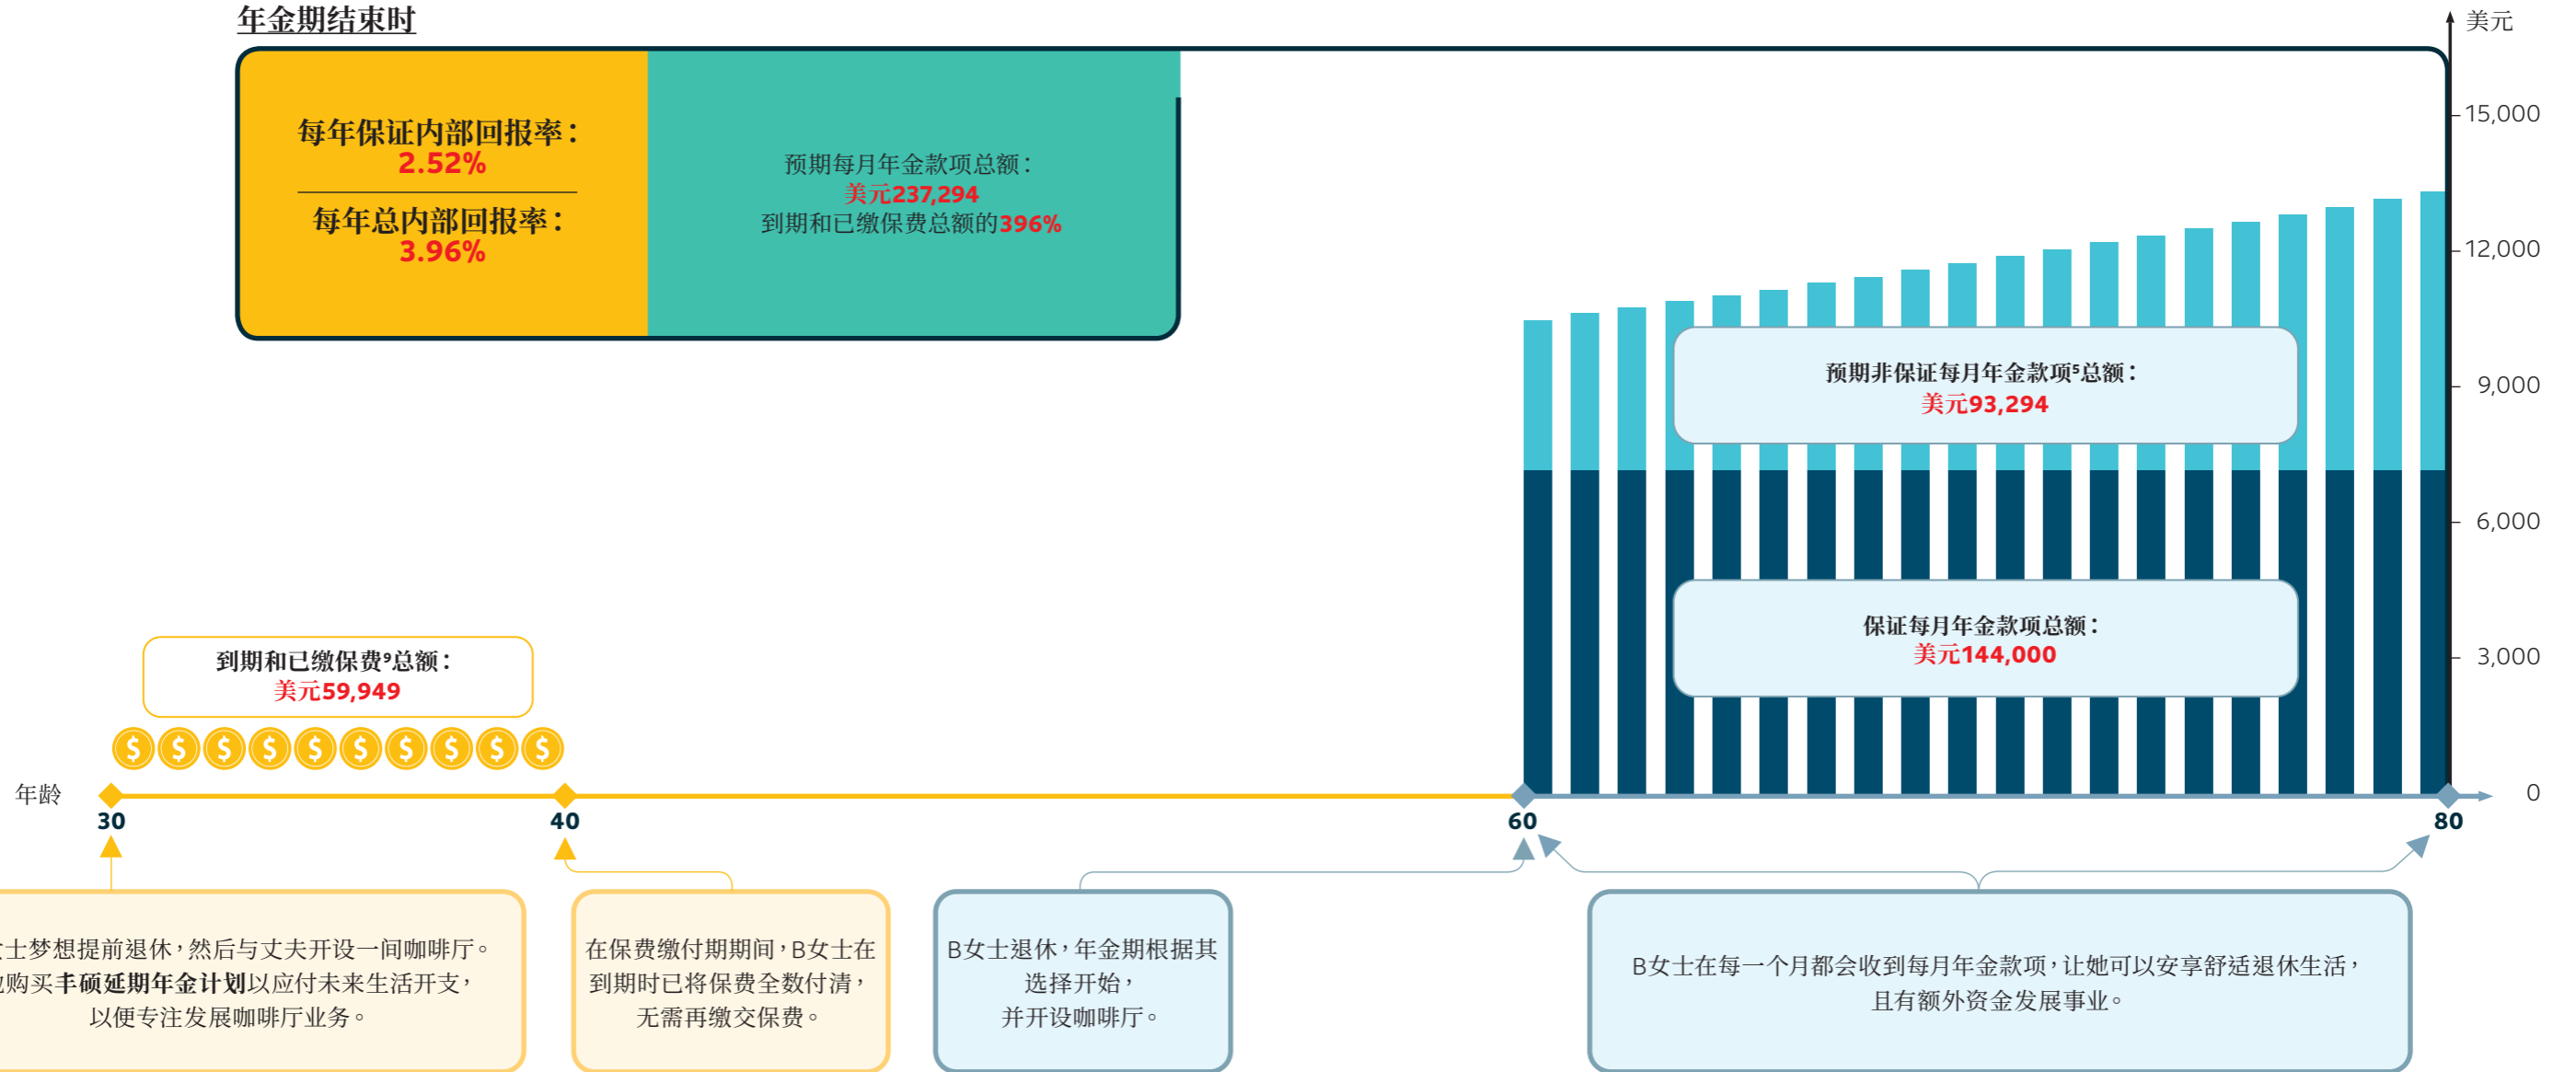 年金期结束时
美元
每年保证内部回报率：
2.52%
每年总内部回报率：
3.96%
预期每月年金款项总额：
美元237,294
到期和已缴保费总额的396%
15,000
12,000
9,000
6,000
3,000
0
预期非保证每月年金款项⁵总额：
美元93,294
保证每月年金款项总额：
美元144,000
到期和已缴保费⁹总额：
美元59,949
$ $ $ $ $ $ $ $ $ $
年龄
30
40
60
80
士梦想提前退休，然后与丈夫开设一间咖啡厅。
购买丰硕延期年金计划以应付未来生活开支，
以便专注发展咖啡厅业务。
在保费缴付期期间，B女士在
到期时已将保费全数付清，
无需再缴交保费。
B女士退休，年金期根据其
选择开始，
并开设咖啡厅。
B女士在每一个月都会收到每月年金款项，让她可以安享舒适退休生活，
且有额外资金发展事业。